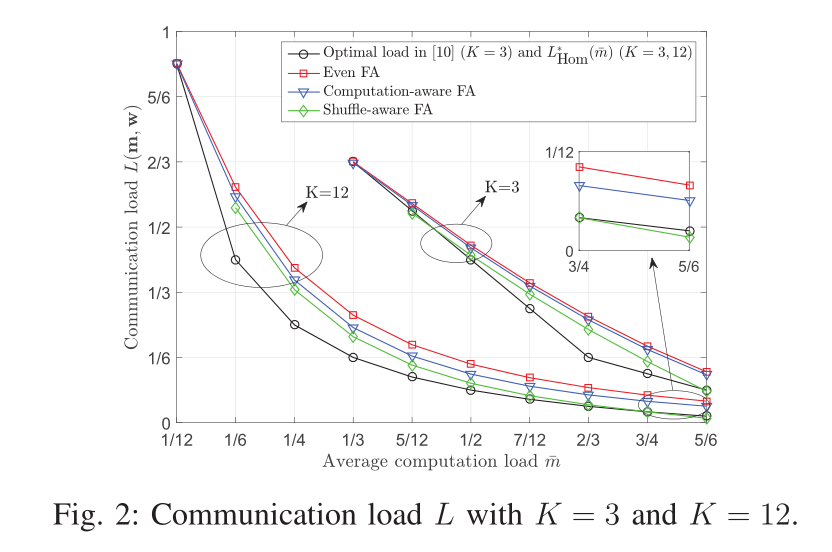 1
5/6
2/3
1/2
1/3
1/6
0
Communication load L(m, w)
Optimal load in [10] (K = 3) and L*Hom(m̄) (K = 3, 12)
Even FA
Computation-aware FA
Shuffle-aware FA
K=12
K=3
1/12
0
3/4 5/6
1/12 1/6 1/4 1/3 5/12 1/2 7/12 2/3 3/4 5/6
Average computation load m̄
Fig. 2: Communication load L with K = 3 and K = 12.